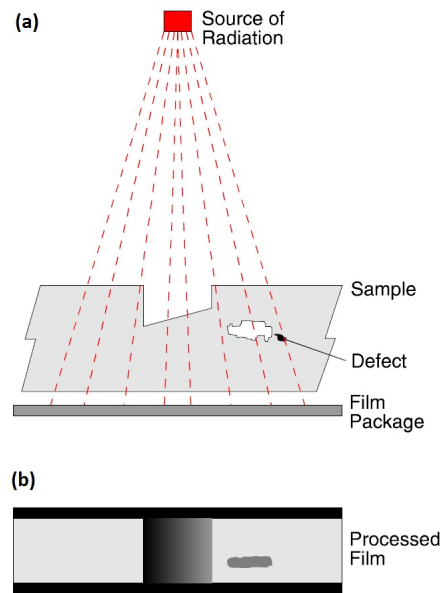 (a)
Source of
Radiation
Sample
Defect
Film
Package
(b)
Processed
Film